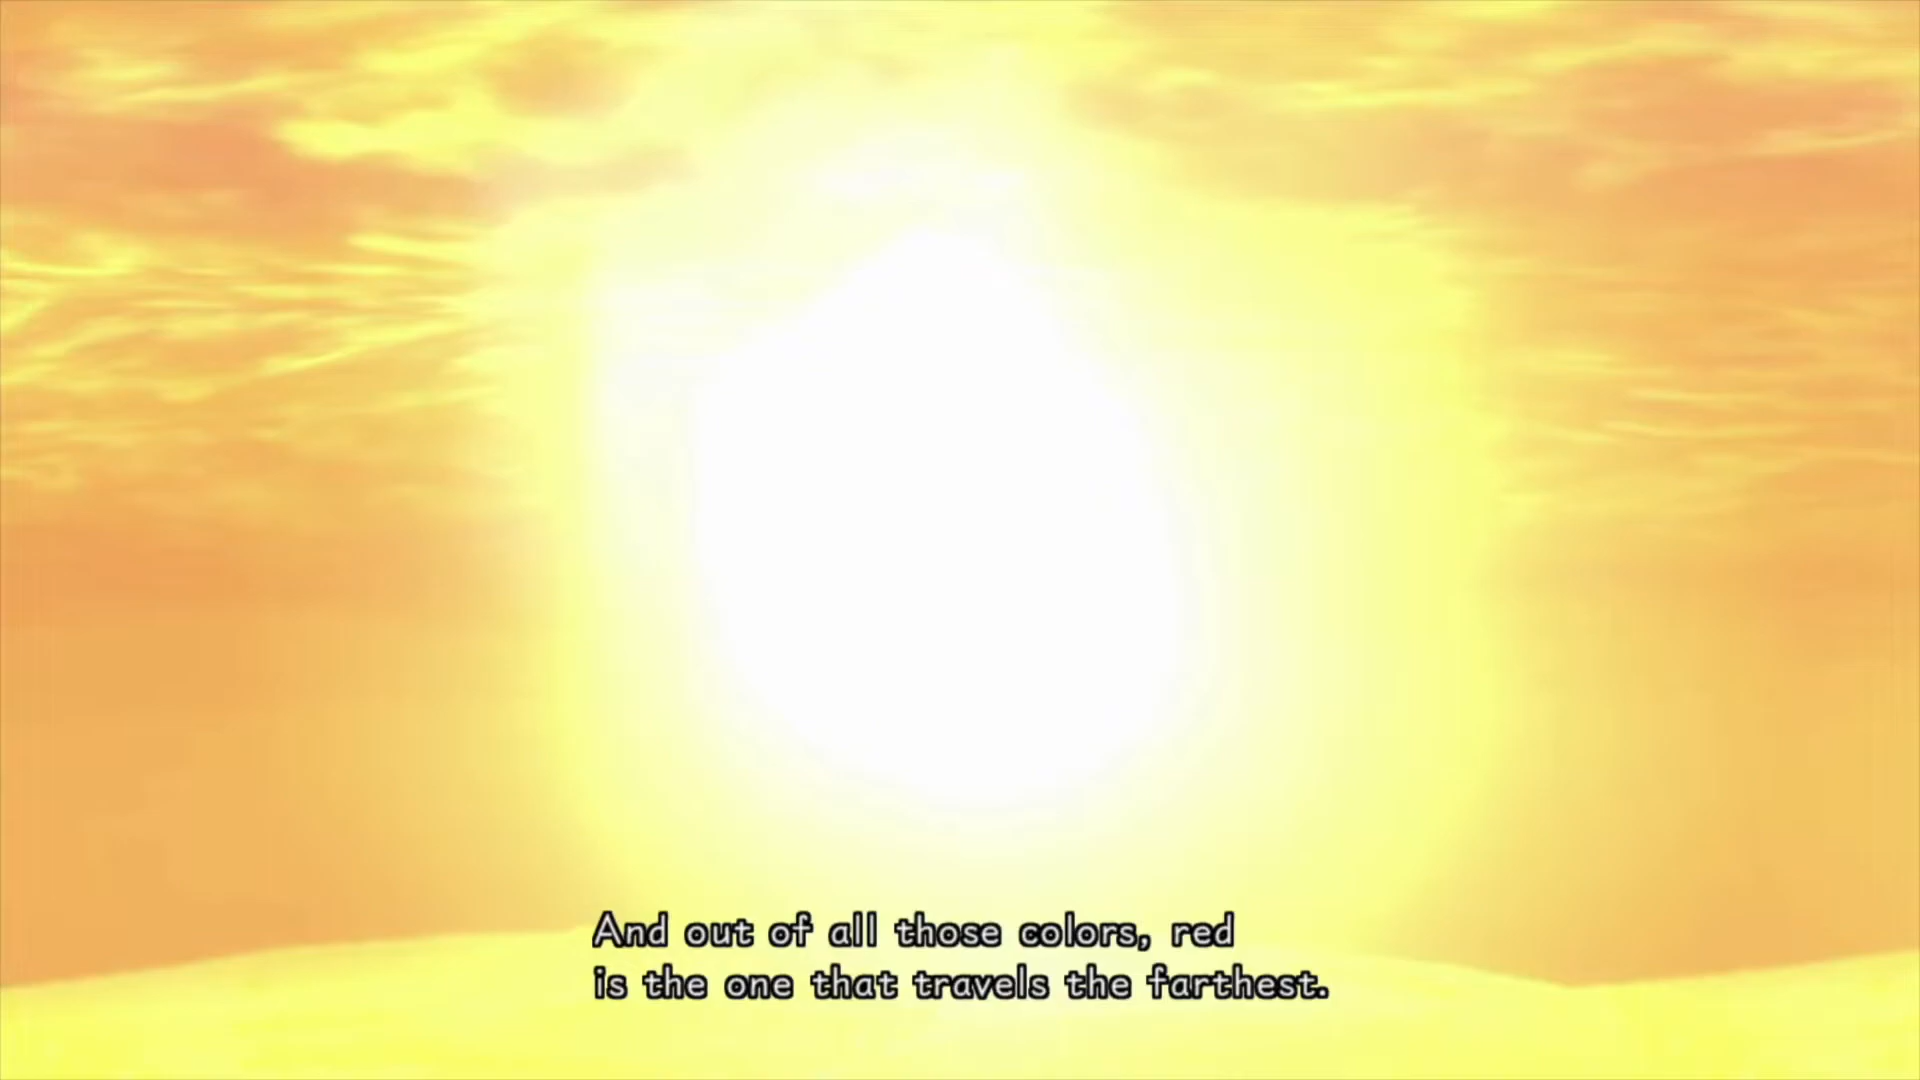 And out of all those colors, red
is the one that travels the farthest.